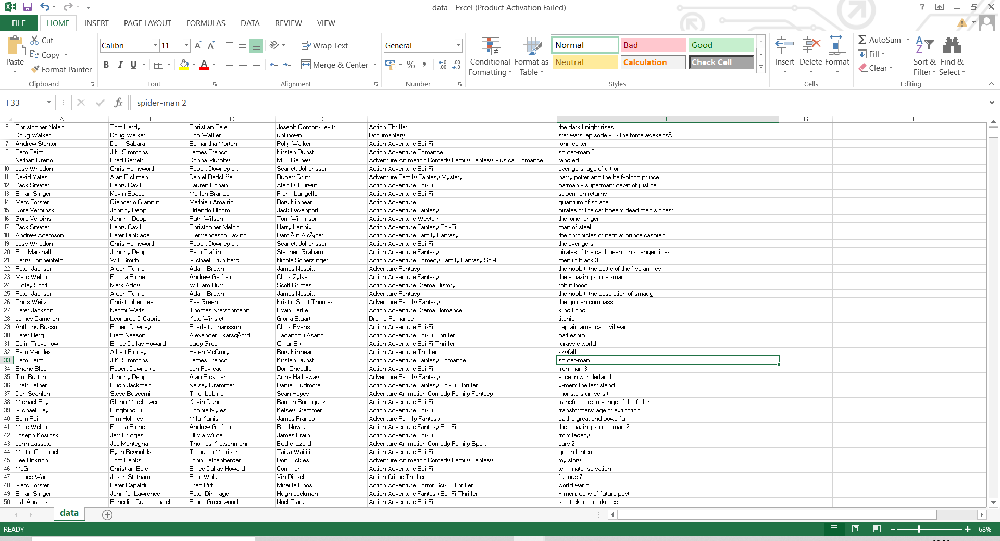 data - Excel (Product Activation Failed)
?
FILE HOME INSERT PAGE LAYOUT FORMULAS DATA REVIEW VIEW
Paste
Cut
Copy
Format Painter
Clipboard
Calibri 11
B I U
Font
Wrap Text
Merge & Center
Alignment
General
%
Number
Conditional Formatting
Format as Table
Normal Bad Good
Neutral Calculation Check Cell
Styles
Insert Delete Format
Cells
AutoSum
Fill
Clear
Sort & Filter
Find & Select
Editing
F33 fx spider-man 2
A B C D E F G H I J
5 Christopher Nolan Tom Hardy Christian Bale Joseph Gordon-Levitt Action Thriller the dark knight rises
6 Doug Walker Doug Walker Rob Walker unknown Documentary star wars: episode vii - the force awakensÂ
7 Andrew Stanton Daryl Sabara Samantha Morton Polly Walker Action Adventure Sci-Fi john carter
8 Sam Raimi J.K. Simmons James Franco Kirsten Dunst Action Adventure Romance spider-man 3
9 Nathan Greno Brad Garrett Donna Murphy M.C. Gainey Adventure Animation Comedy Family Fantasy Musical Romance tangled
10 Joss Whedon Chris Hemsworth Robert Downey Jr. Scarlett Johansson Action Adventure Sci-Fi avengers: age of ultron
11 David Yates Alan Rickman Daniel Radcliffe Rupert Grint Adventure Family Fantasy Mystery harry potter and the half-blood prince
12 Zack Snyder Henry Cavill Lauren Cohan Alan D. Purwin Action Adventure Sci-Fi batman v superman: dawn of justice
13 Bryan Singer Kevin Spacey Marlon Brando Frank Langella Action Adventure Sci-Fi superman returns
14 Marc Forster Giancarlo Giannini Mathieu Amalric Rory Kinnear Action Adventure quantum of solace
15 Gore Verbinski Johnny Depp Orlando Bloom Jack Davenport Action Adventure Fantasy pirates of the caribbean: dead man's chest
16 Gore Verbinski Johnny Depp Ruth Wilson Tom Wilkinson Action Adventure Western the lone ranger
17 Zack Snyder Henry Cavill Christopher Meloni Harry Lennix Action Adventure Fantasy Sci-Fi man of steel
18 Andrew Adamson Peter Dinklage Pierfrancesco Favino DamiÃ¡n AlcÃ¡zar Action Adventure Family Fantasy the chronicles of narnia: prince caspian
19 Joss Whedon Chris Hemsworth Robert Downey Jr. Scarlett Johansson Action Adventure Sci-Fi the avengers
20 Rob Marshall Johnny Depp Sam Claflin Stephen Graham Action Adventure Fantasy pirates of the caribbean: on stranger tides
21 Barry Sonnenfeld Will Smith Michael Stuhlbarg Nicole Scherzinger Action Adventure Comedy Family Fantasy Sci-Fi men in black 3
22 Peter Jackson Aidan Turner Adam Brown James Nesbitt Adventure Fantasy the hobbit: the battle of the five armies
23 Marc Webb Emma Stone Andrew Garfield Chris Zylka Action Adventure Fantasy the amazing spider-man
24 Ridley Scott Mark Addy William Hurt Scott Grimes Action Adventure Drama History robin hood
25 Peter Jackson Aidan Turner Adam Brown James Nesbitt Adventure Fantasy the hobbit: the desolation of smaug
26 Chris Weitz Christopher Lee Eva Green Kristin Scott Thomas Adventure Family Fantasy the golden compass
27 Peter Jackson Naomi Watts Thomas Kretschmann Evan Parke Action Adventure Drama Romance king kong
28 James Cameron Leonardo DiCaprio Kate Winslet Gloria Stuart Drama Romance titanic
29 Anthony Russo Robert Downey Jr. Scarlett Johansson Chris Evans Action Adventure Sci-Fi captain america: civil war
30 Peter Berg Liam Neeson Alexander SkarsgÃ¥rd Tadanobu Asano Action Adventure Sci-Fi Thriller battleship
31 Colin Trevorrow Bryce Dallas Howard Judy Greer Omar Sy Action Adventure Sci-Fi Thriller jurassic world
32 Sam Mendes Albert Finney Helen McCrory Rory Kinnear Action Adventure Thriller skyfall
33 Sam Raimi J.K. Simmons James Franco Kirsten Dunst Action Adventure Fantasy Romance spider-man 2
34 Shane Black Robert Downey Jr. Jon Favreau Don Cheadle Action Adventure Sci-Fi iron man 3
35 Tim Burton Johnny Depp Alan Rickman Anne Hathaway Adventure Family Fantasy alice in wonderland
36 Brett Ratner Hugh Jackman Kelsey Grammer Daniel Cudmore Action Adventure Fantasy Sci-Fi Thriller x-men: the last stand
37 Dan Scanlon Steve Buscemi Tyler Labine Sean Hayes Adventure Animation Comedy Family Fantasy monsters university
38 Michael Bay Glenn Morshower Kevin Dunn Ramon Rodriguez Action Adventure Sci-Fi transformers: revenge of the fallen
39 Michael Bay Bingbing Li Sophia Myles Kelsey Grammer Action Adventure Sci-Fi transformers: age of extinction
40 Sam Raimi Tim Holmes Mila Kunis James Franco Adventure Family Fantasy oz the great and powerful
41 Marc Webb Emma Stone Andrew Garfield B.J. Novak Action Adventure Fantasy Sci-Fi the amazing spider-man 2
42 Joseph Kosinski Jeff Bridges Olivia Wilde James Frain Action Adventure Sci-Fi tron: legacy
43 John Lasseter Joe Mantegna Thomas Kretschmann Eddie Izzard Adventure Animation Comedy Family Sport cars 2
44 Martin Campbell Ryan Reynolds Temuera Morrison Taika Waititi Action Adventure Sci-Fi green lantern
45 Lee Unkrich Tom Hanks John Ratzenberger Don Rickles Adventure Animation Comedy Family Fantasy toy story 3
46 McG Christian Bale Bryce Dallas Howard Common Action Adventure Sci-Fi terminator salvation
47 James Wan Jason Statham Paul Walker Vin Diesel Action Crime Thriller furious 7
48 Marc Forster Peter Capaldi Brad Pitt Mireille Enos Action Adventure Horror Sci-Fi Thriller world war z
49 Bryan Singer Jennifer Lawrence Peter Dinklage Hugh Jackman Action Adventure Fantasy Sci-Fi Thriller x-men: days of future past
50 J.J. Abrams Benedict Cumberbatch Bruce Greenwood Noel Clarke Action Adventure Sci-Fi star trek into darkness
data
READY 68%